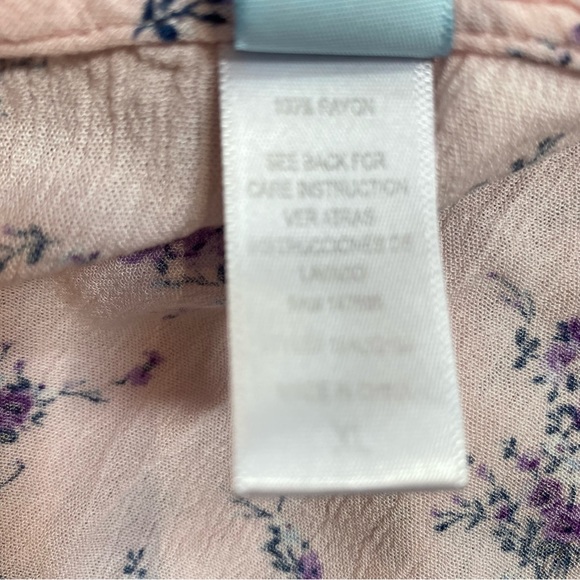 100% RAYON
SEE BACK FOR
CARE INSTRUCTION
VER ATRAS
INSTRUCCIONES DE
LAVADO
MADE IN CHINA
XL